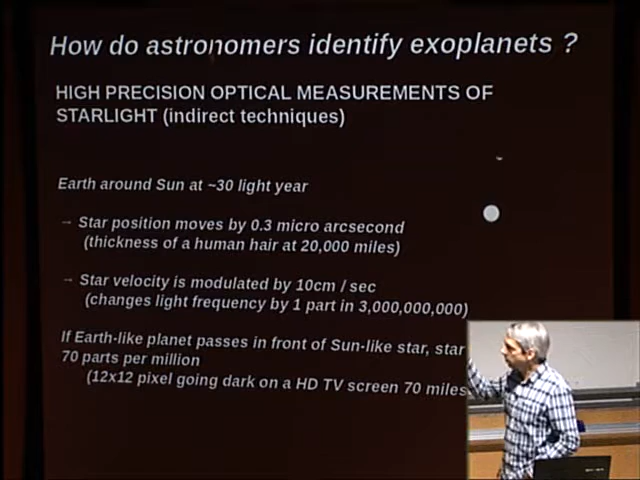 How do astronomers identify exoplanets ?
HIGH PRECISION OPTICAL MEASUREMENTS OF
STARLIGHT (indirect techniques)
Earth around Sun at ~30 light year
→ Star position moves by 0.3 micro arcsecond
(thickness of a human hair at 20,000 miles)
→ Star velocity is modulated by 10cm / sec
(changes light frequency by 1 part in 3,000,000,000)
If Earth-like planet passes in front of Sun-like star, star
70 parts per million
(12x12 pixel going dark on a HD TV screen 70 miles